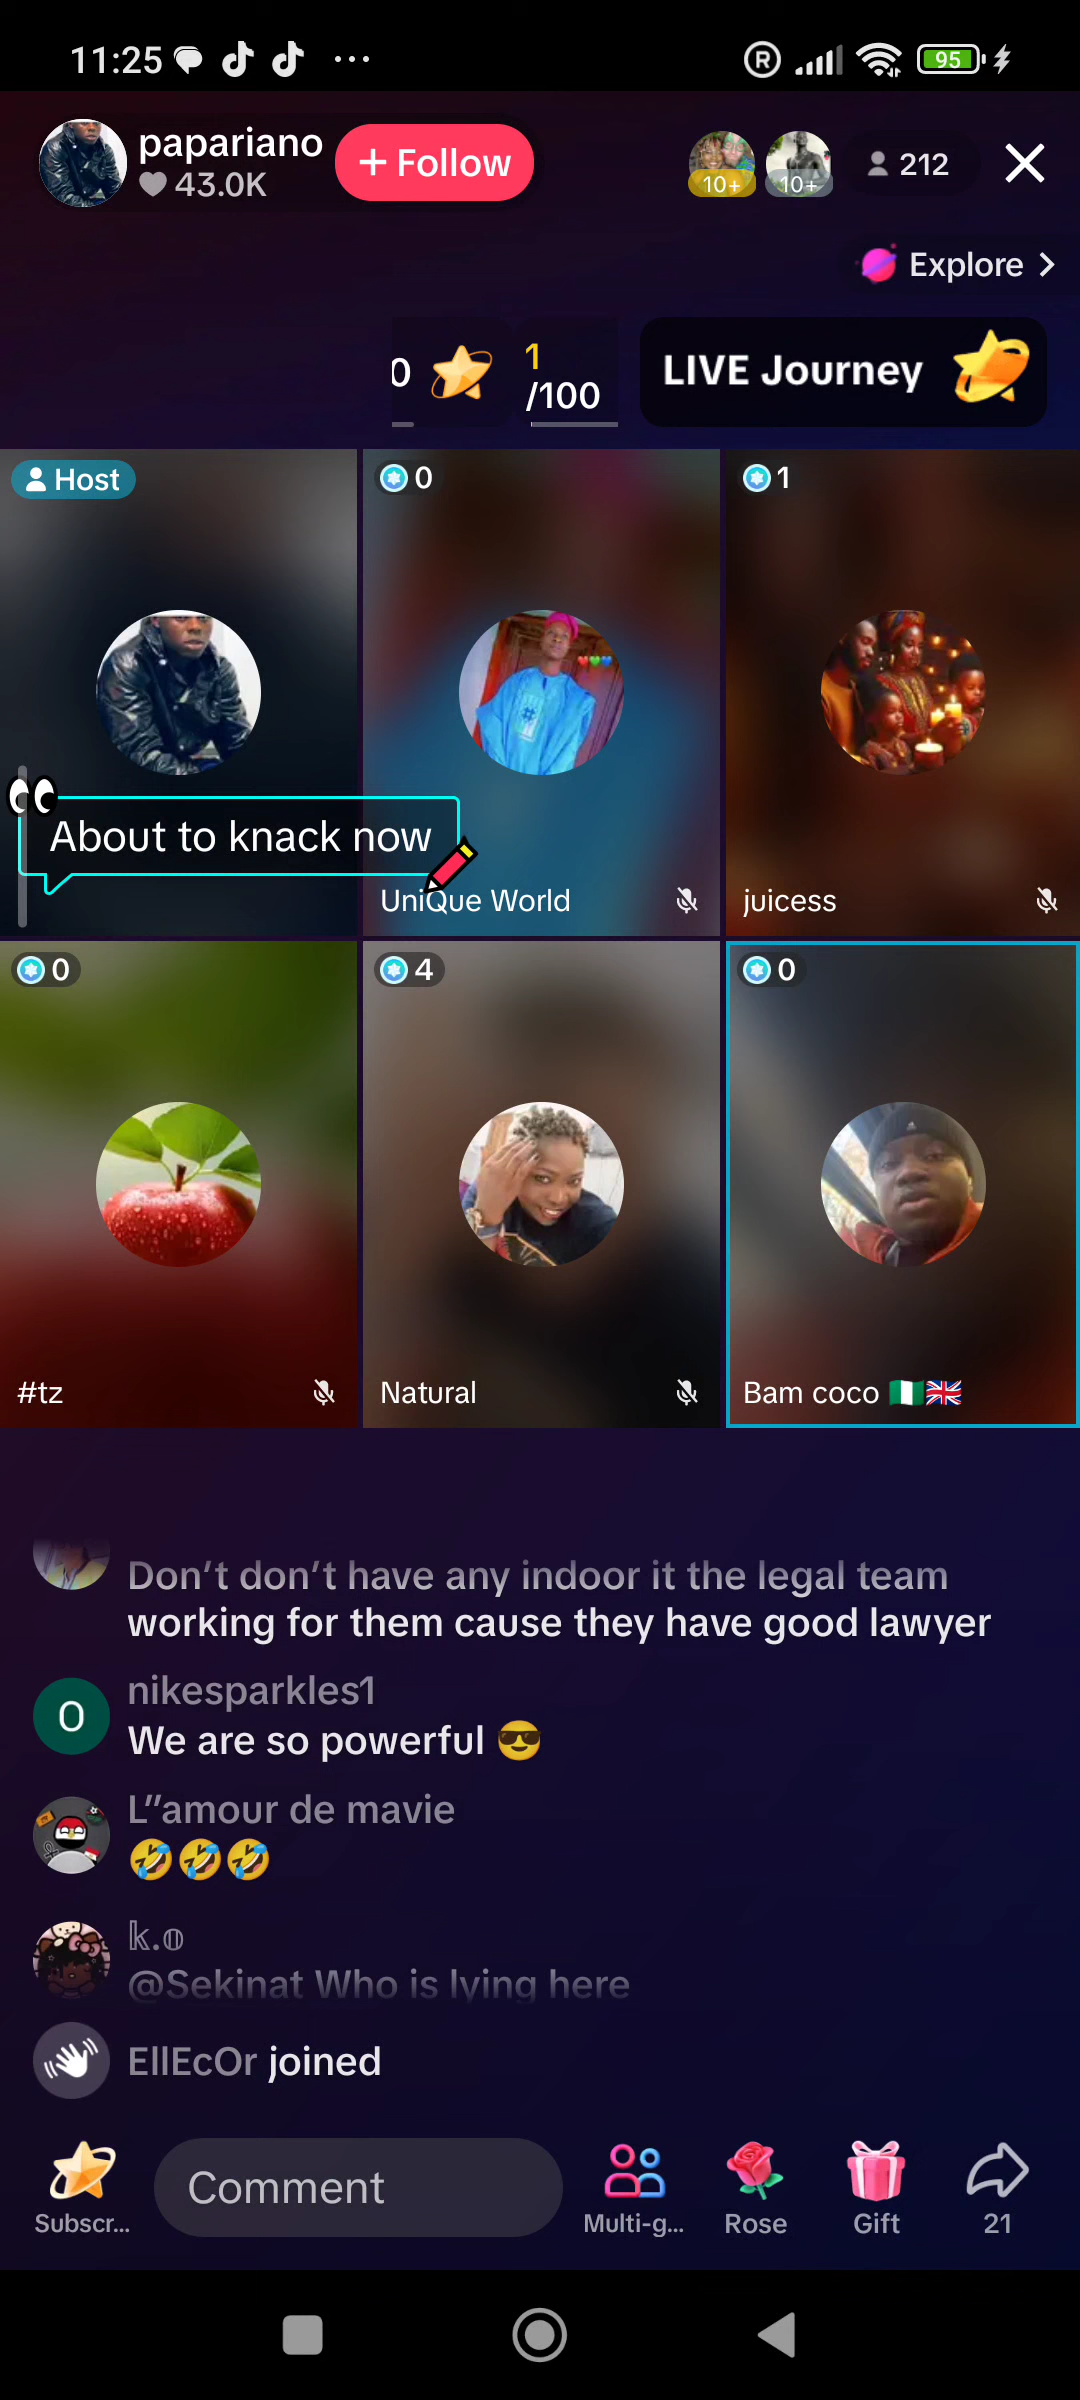 11:25
R
95
papariano
43.0K
+ Follow
10+
10+
212
Explore
0
1
/100
LIVE Journey
Host
0
1
About to knack now
UniQue World
juicess
0
4
0
#tz
Natural
Bam coco 🇳🇬🇬🇧
Don't don't have any indoor it the legal team
working for them cause they have good lawyer
O
nikesparkles1
We are so powerful 😎
L"amour de mavie
🤣🤣🤣
𝕜.𝕠
@Sekinat Who is lying here
EllEcOr joined
Comment
Subscr...
Multi-g...
Rose
Gift
21